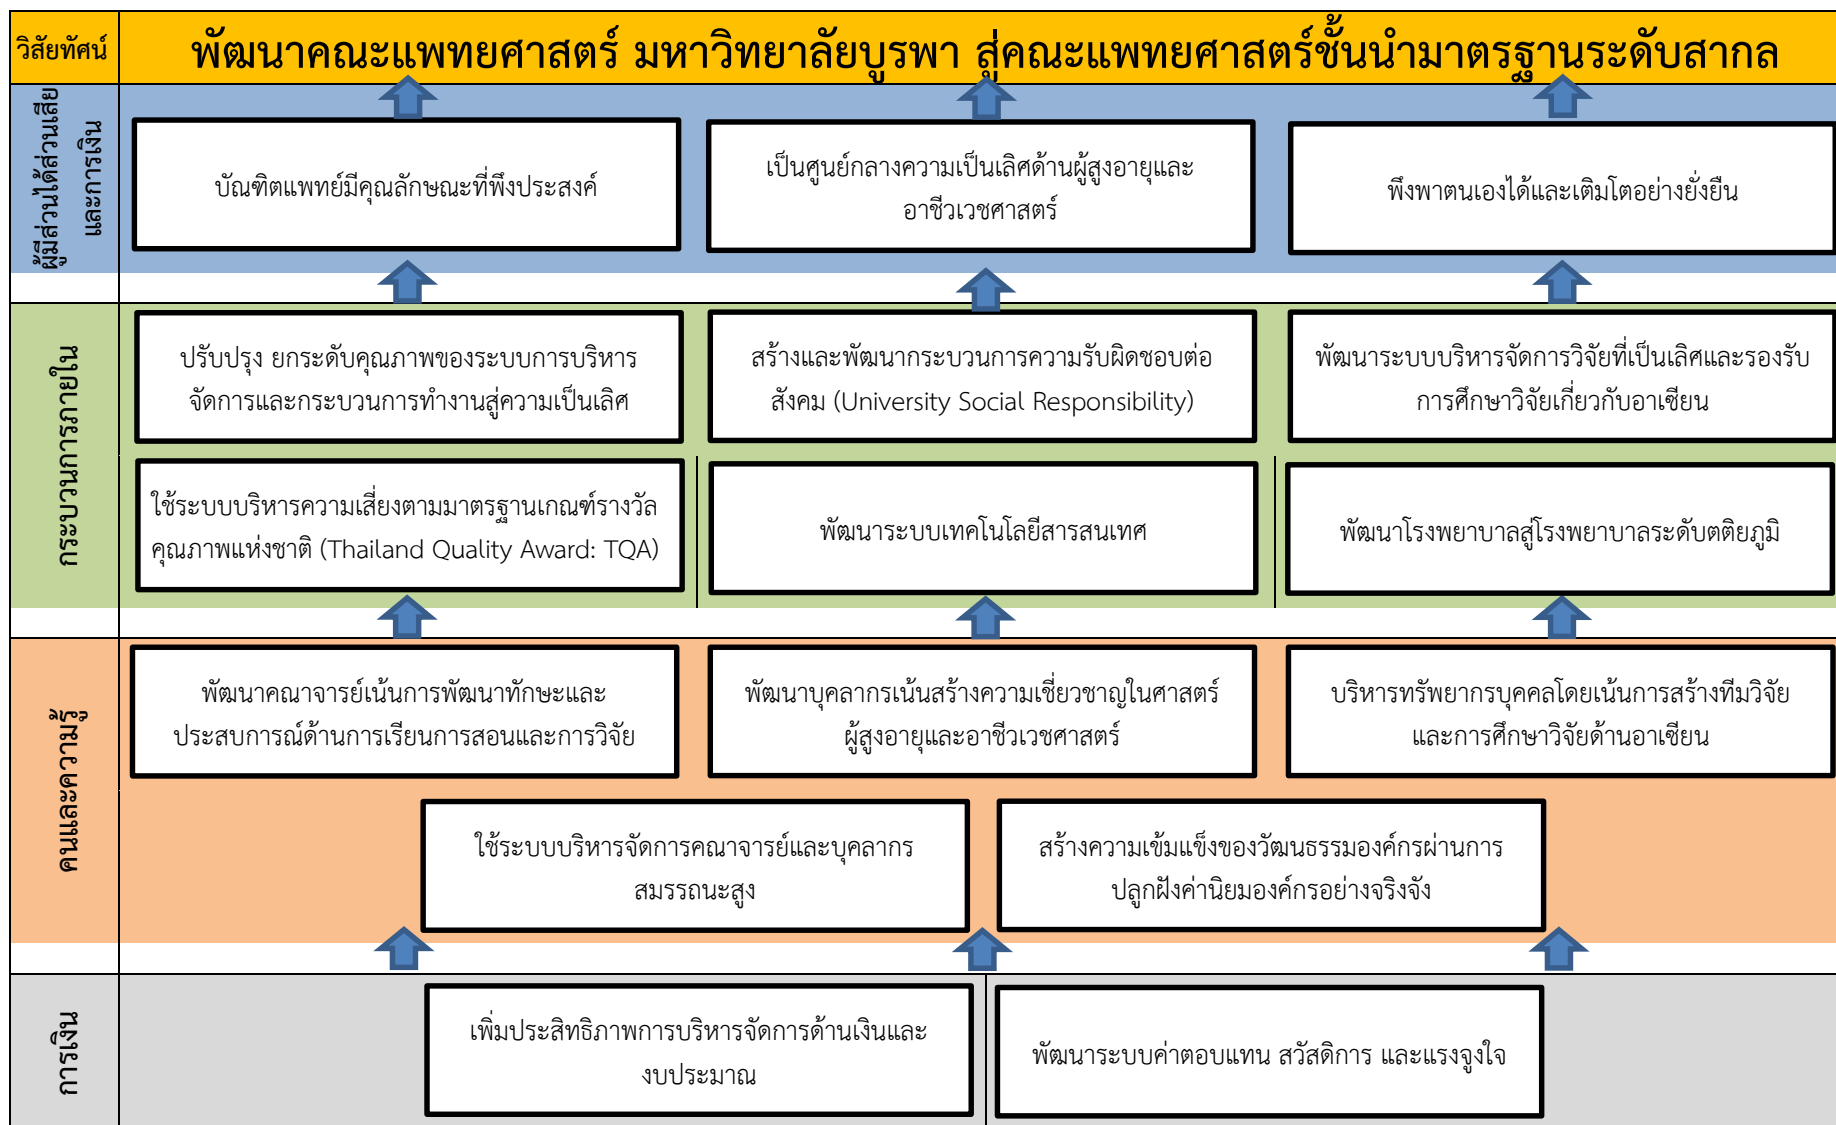 วิสัยทัศน์
พัฒนาคณะแพทยศาสตร์ มหาวิทยาลัยบูรพา สู่คณะแพทยศาสตร์ชั้นนำมาตรฐานระดับสากล
ผู้มีส่วนได้ส่วนเสีย
และการเงิน
บัณฑิตแพทย์มีคุณลักษณะที่พึงประสงค์
เป็นศูนย์กลางความเป็นเลิศด้านผู้สูงอายุและ
อาชีวเวชศาสตร์
พึงพาตนเองได้และเติมโตอย่างยั่งยืน
กระบวนการภายใน
ปรับปรุง ยกระดับคุณภาพของระบบการบริหาร
จัดการและกระบวนการทำงานสู่ความเป็นเลิศ
สร้างและพัฒนากระบวนการความรับผิดชอบต่อ
สังคม (University Social Responsibility)
พัฒนาระบบบริหารจัดการวิจัยที่เป็นเลิศและรองรับ
การศึกษาวิจัยเกี่ยวกับอาเซียน
ใช้ระบบบริหารความเสี่ยงตามมาตรฐานเกณฑ์รางวัล
คุณภาพแห่งชาติ (Thailand Quality Award: TQA)
พัฒนาระบบเทคโนโลยีสารสนเทศ
พัฒนาโรงพยาบาลสู่โรงพยาบาลระดับตติยภูมิ
คนและความรู้
พัฒนาคณาจารย์เน้นการพัฒนาทักษะและ
ประสบการณ์ด้านการเรียนการสอนและการวิจัย
พัฒนาบุคลากรเน้นสร้างความเชี่ยวชาญในศาสตร์
ผู้สูงอายุและอาชีวเวชศาสตร์
บริหารทรัพยากรบุคคลโดยเน้นการสร้างทีมวิจัย
และการศึกษาวิจัยด้านอาเซียน
ใช้ระบบบริหารจัดการคณาจารย์และบุคลากร
สมรรถนะสูง
สร้างความเข้มแข็งของวัฒนธรรมองค์กรผ่านการ
ปลูกฝังค่านิยมองค์กรอย่างจริงจัง
การเงิน
เพิ่มประสิทธิภาพการบริหารจัดการด้านเงินและ
งบประมาณ
พัฒนาระบบค่าตอบแทน สวัสดิการ และแรงจูงใจ